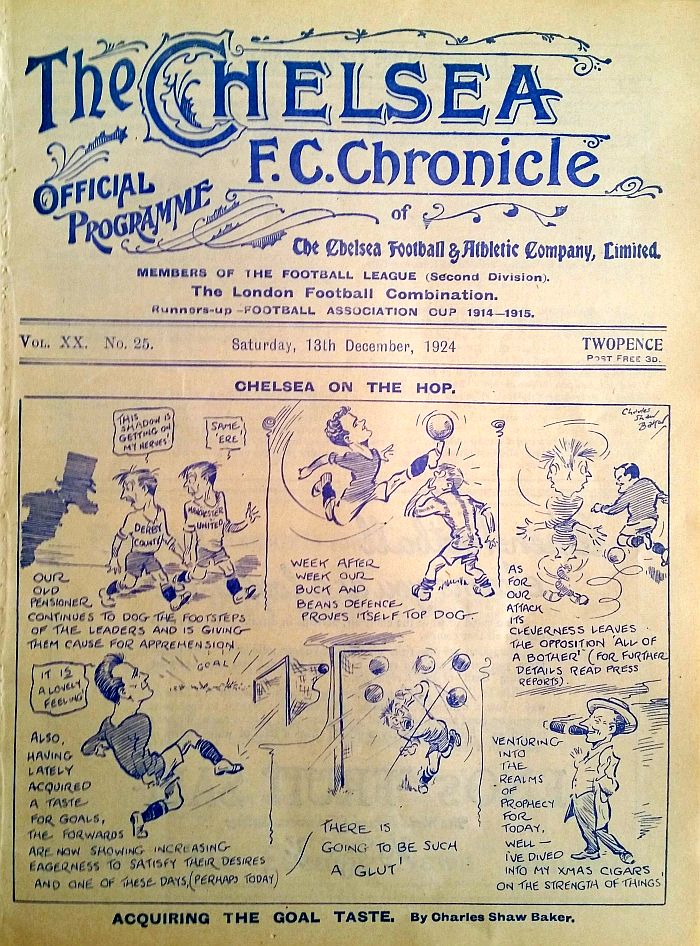 The CHELSEA
F.C. Chronicle
OFFICIAL
PROGRAMME
of
The Chelsea Football & Athletic Company, Limited.
MEMBERS OF THE FOOTBALL LEAGUE (Second Division).
The London Football Combination.
Runners-up-FOOTBALL ASSOCIATION CUP 1914-1915.
VOL. XX. No. 25.
Saturday, 13th December, 1924
TWOPENCE
POST FREE 3D.
CHELSEA ON THE HOP.
THIS
SHADOW IS
GETTING ON
MY NERVES!
SAME
'ERE!
DERBY
COUNTY
MANCHESTER
UNITED
OUR
OLD
PENSIONER
CONTINUES TO DOG THE FOOTSTEPS
OF THE LEADERS AND IS GIVING
THEM CAUSE FOR APPREHENSION
WEEK AFTER
WEEK OUR
BUCK AND
BEANS DEFENCE
PROVES ITSELF TOP DOG.
Charles
Shaw
Baker
AS
FOR
OUR
ATTACK
ITS
CLEVERNESS LEAVES
THE OPPOSITION 'ALL OF
A BOTHER' (FOR FURTHER
DETAILS READ PRESS
REPORTS).
IT IS
A LOVELY
FEELING
GOAL!
ALSO,
HAVING
LATELY
ACQUIRED
A TASTE
FOR GOALS,
THE FORWARDS
ARE NOW SHOWING INCREASING
EAGERNESS TO SATISFY THEIR DESIRES
AND ONE OF THESE DAYS, (PERHAPS TODAY)
THERE IS
GOING TO BE SUCH
A GLUT!
VENTURING
INTO
THE
REALMS
OF
PROPHECY
FOR
TODAY,
WELL —
I'VE DIVED
INTO MY XMAS CIGARS
ON THE STRENGTH OF THINGS!
ACQUIRING THE GOAL TASTE. By Charles Shaw Baker.